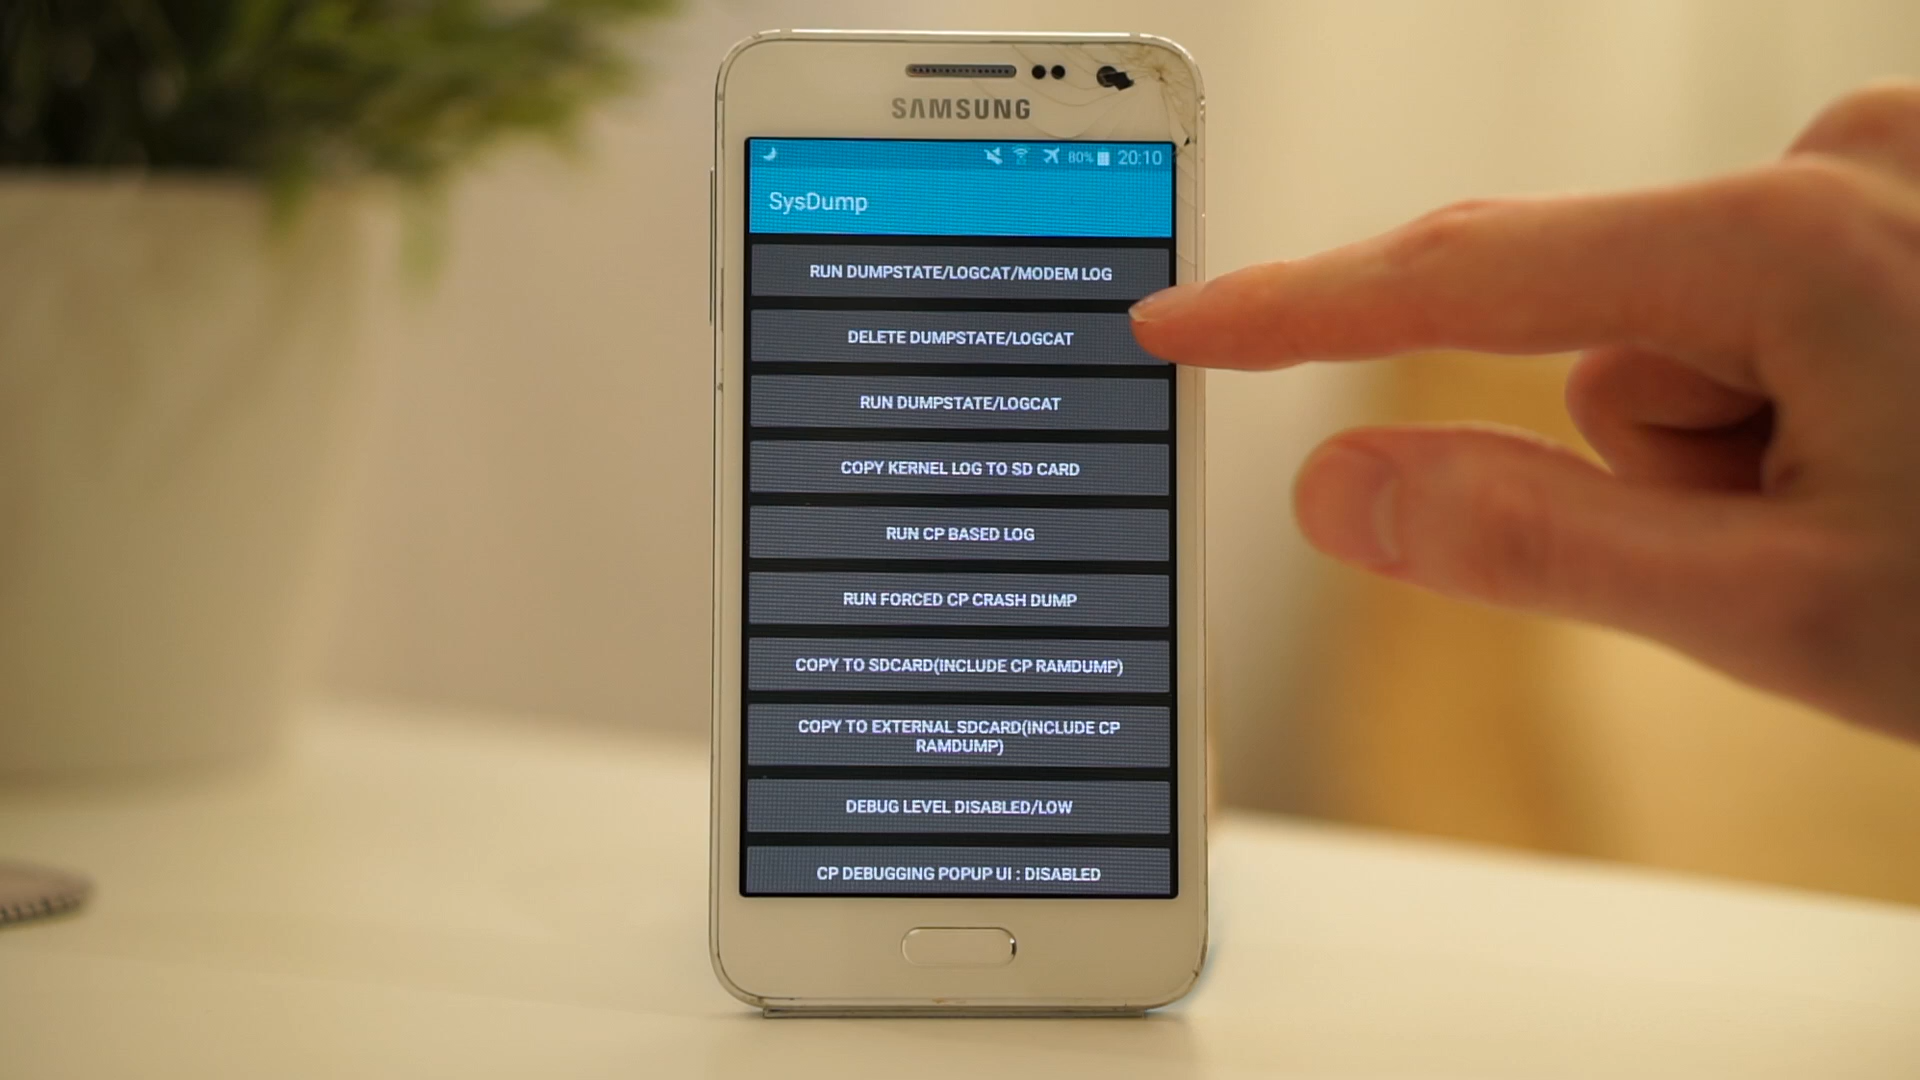 SAMSUNG
80% 20:10
SysDump
RUN DUMPSTATE/LOGCAT/MODEM LOG
DELETE DUMPSTATE/LOGCAT
RUN DUMPSTATE/LOGCAT
COPY KERNEL LOG TO SD CARD
RUN CP BASED LOG
RUN FORCED CP CRASH DUMP
COPY TO SDCARD(INCLUDE CP RAMDUMP)
COPY TO EXTERNAL SDCARD(INCLUDE CP
RAMDUMP)
DEBUG LEVEL DISABLED/LOW
CP DEBUGGING POPUP UI : DISABLED